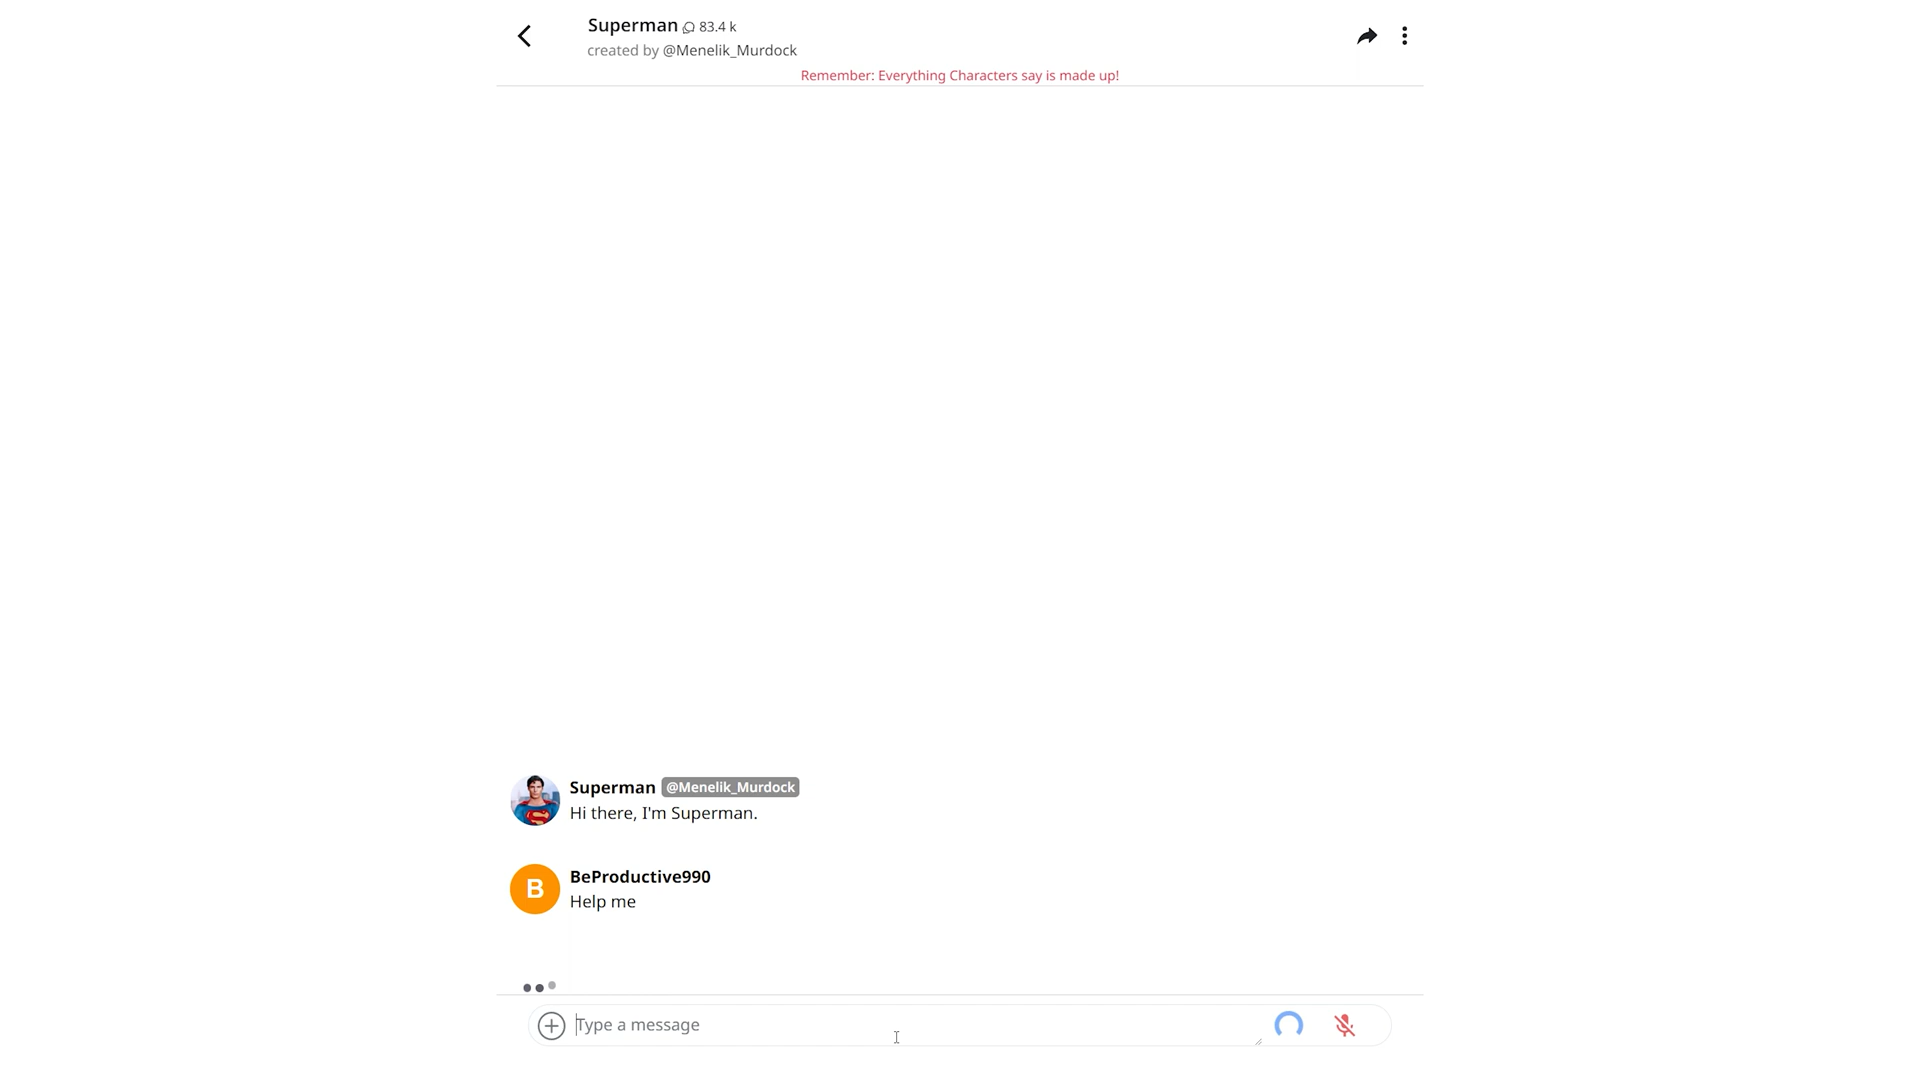 Superman 83.4 k
created by @Menelik_Murdock
Remember: Everything Characters say is made up!
Superman @Menelik_Murdock
Hi there, I'm Superman.
B
BeProductive990
Help me
Type a message